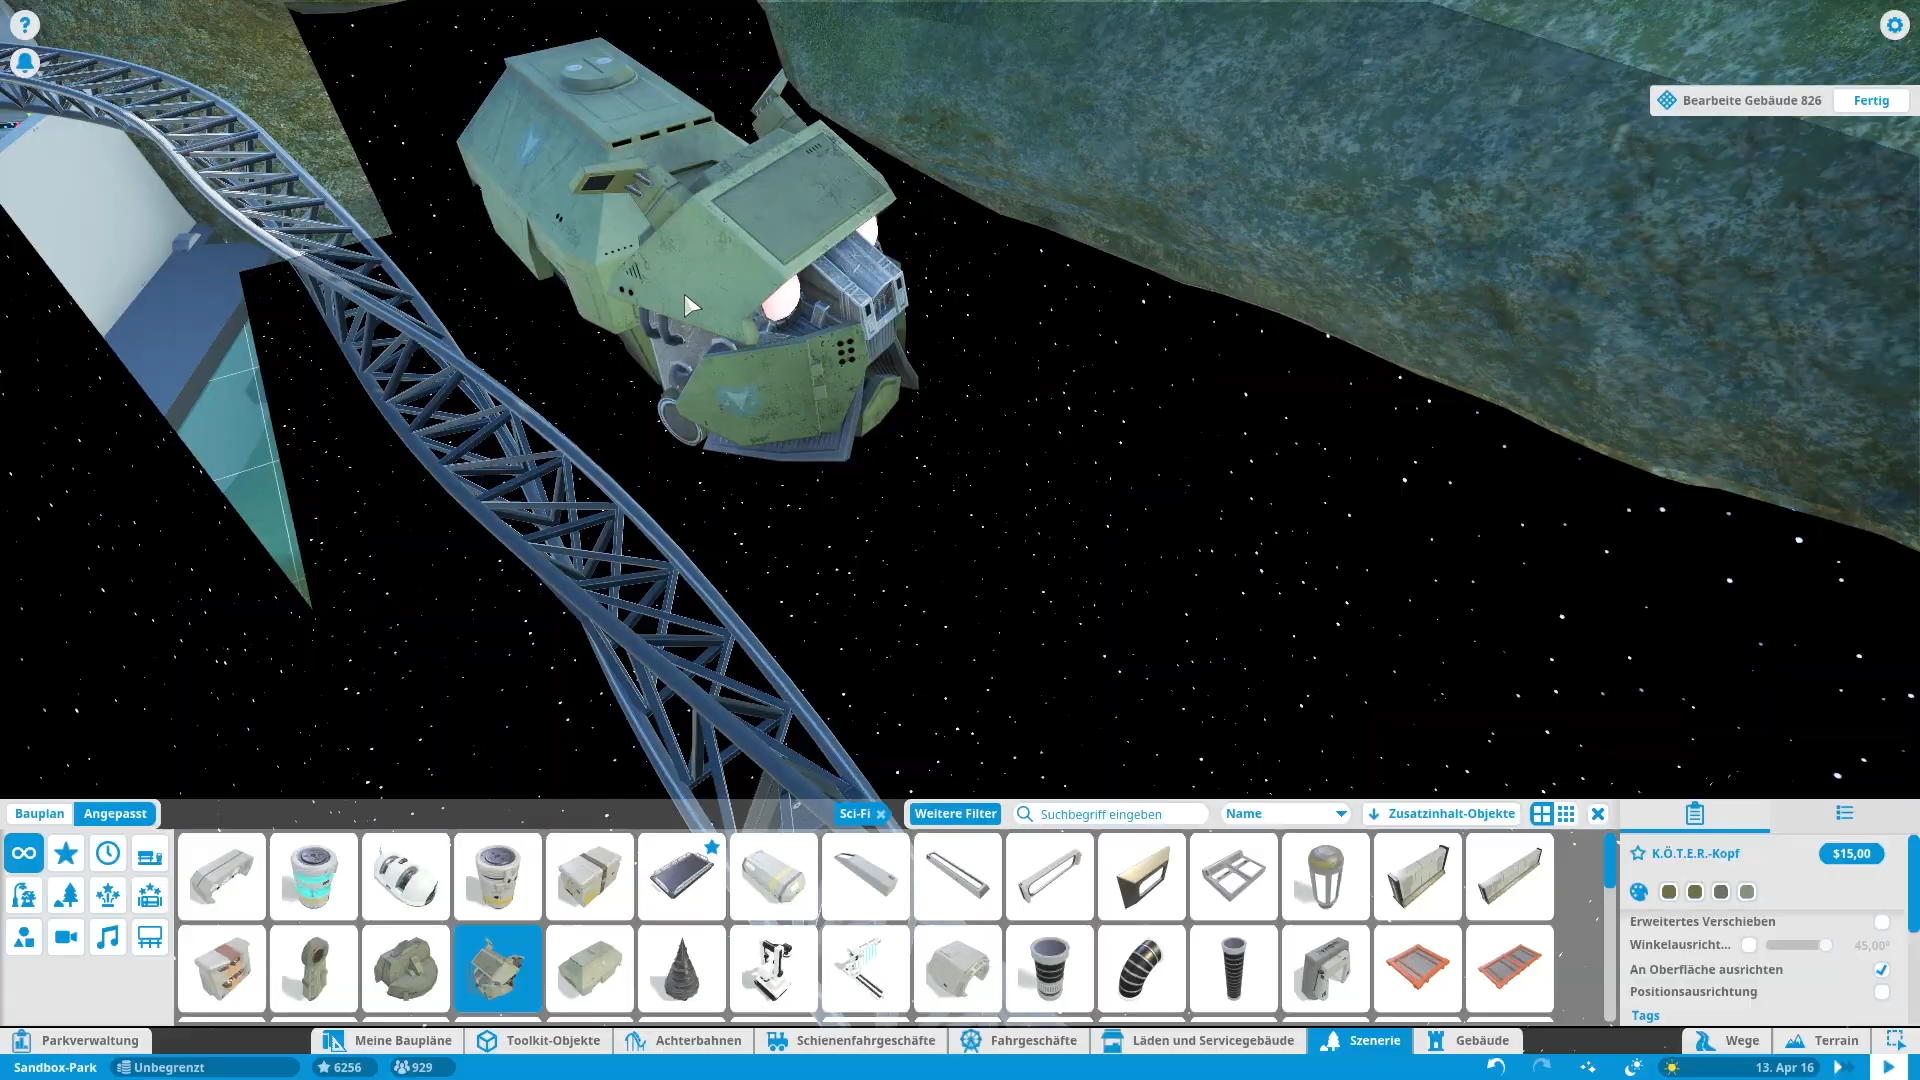 ?
Bearbeite Gebäude 826
Fertig
Bauplan
Angepasst
Sci-Fi
Weitere Filter
Suchbegriff eingeben
Name
Zusatzinhalt-Objekte
K.Ö.T.E.R.-Kopf
$15,00
Erweitertes Verschieben
Winkelausricht...
45,00°
An Oberfläche ausrichten
Positionsausrichtung
Tags
Parkverwaltung
Meine Baupläne
Toolkit-Objekte
Achterbahnen
Schienenfahrgeschäfte
Fahrgeschäfte
Läden und Servicegebäude
Szenerie
Gebäude
Wege
Terrain
Sandbox-Park
Unbegrenzt
6256
929
13. Apr 16